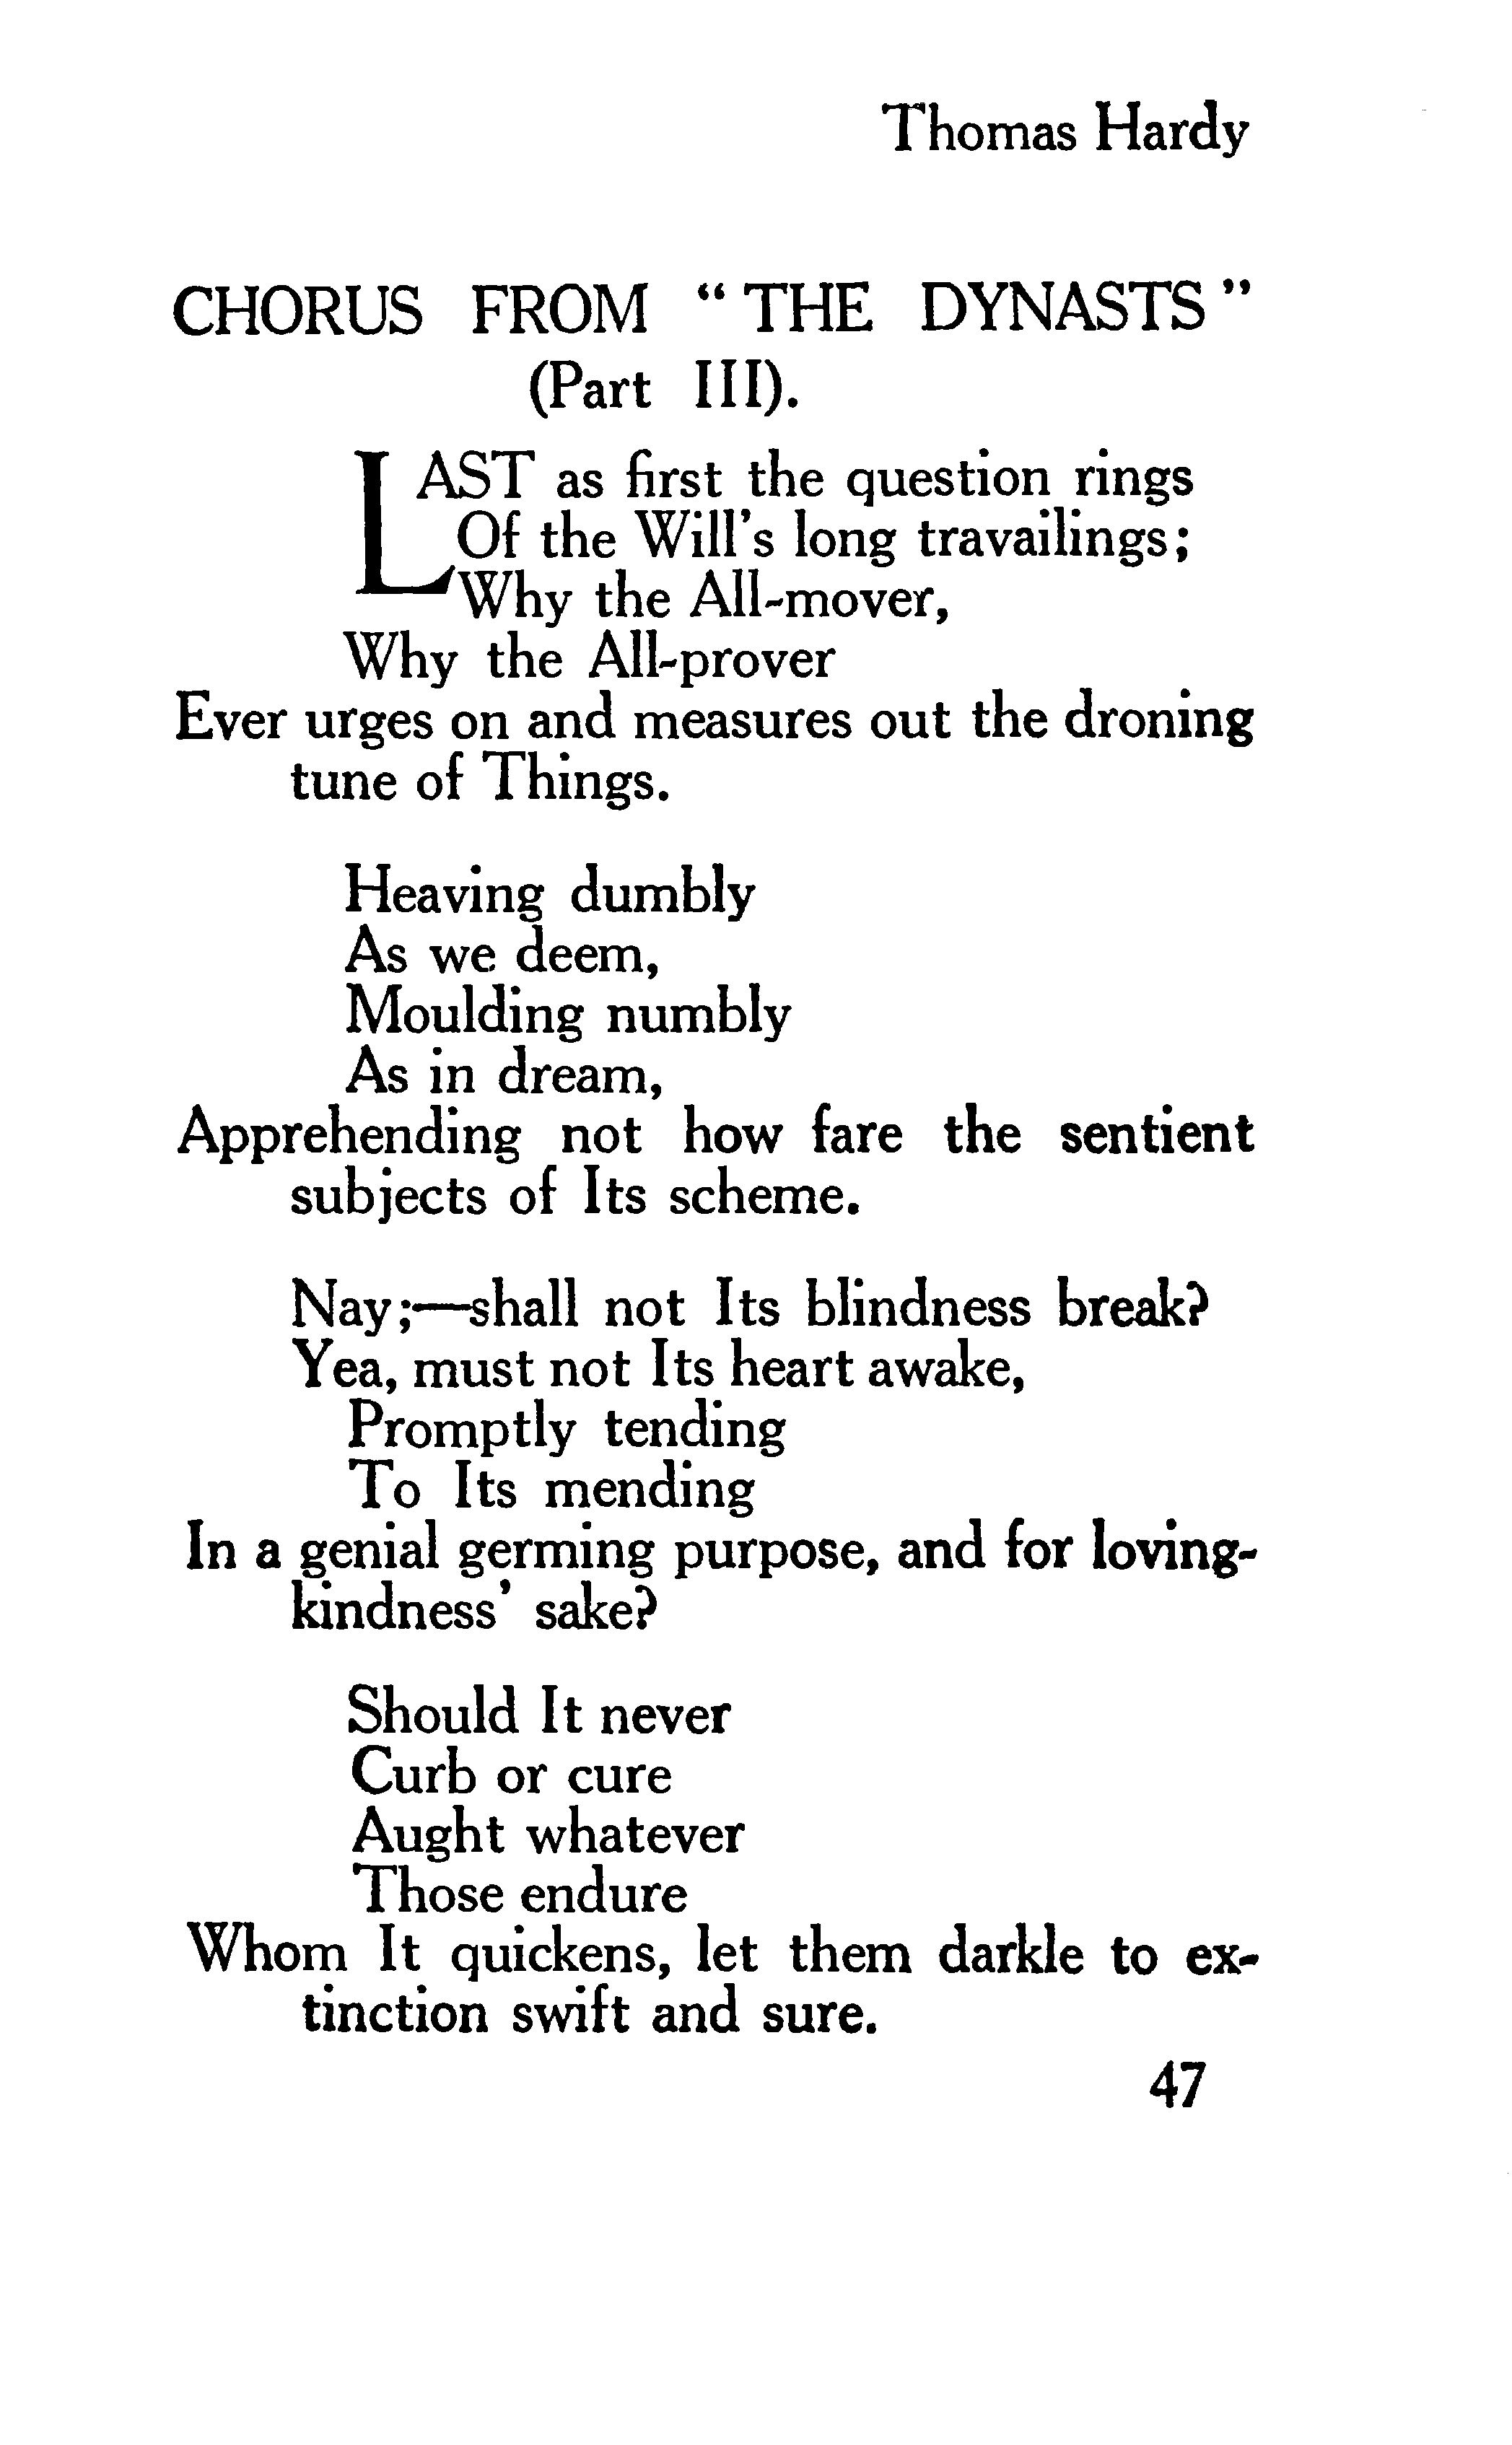 Thomas Hardy
CHORUS FROM “THE DYNASTS”
(Part III).
LAST as first the question rings
Of the Will’s long travailings;
Why the All-mover,
Why the All-prover
Ever urges on and measures out the droning
tune of Things.
Heaving dumbly
As we deem,
Moulding numbly
As in dream,
Apprehending not how fare the sentient
subjects of Its scheme.
Nay;—shall not Its blindness break?
Yea, must not Its heart awake,
Promptly tending
To Its mending
In a genial germing purpose, and for loving-
kindness’ sake?
Should It never
Curb or cure
Aught whatever
Those endure
Whom It quickens, let them darkle to ex-
tinction swift and sure.
47